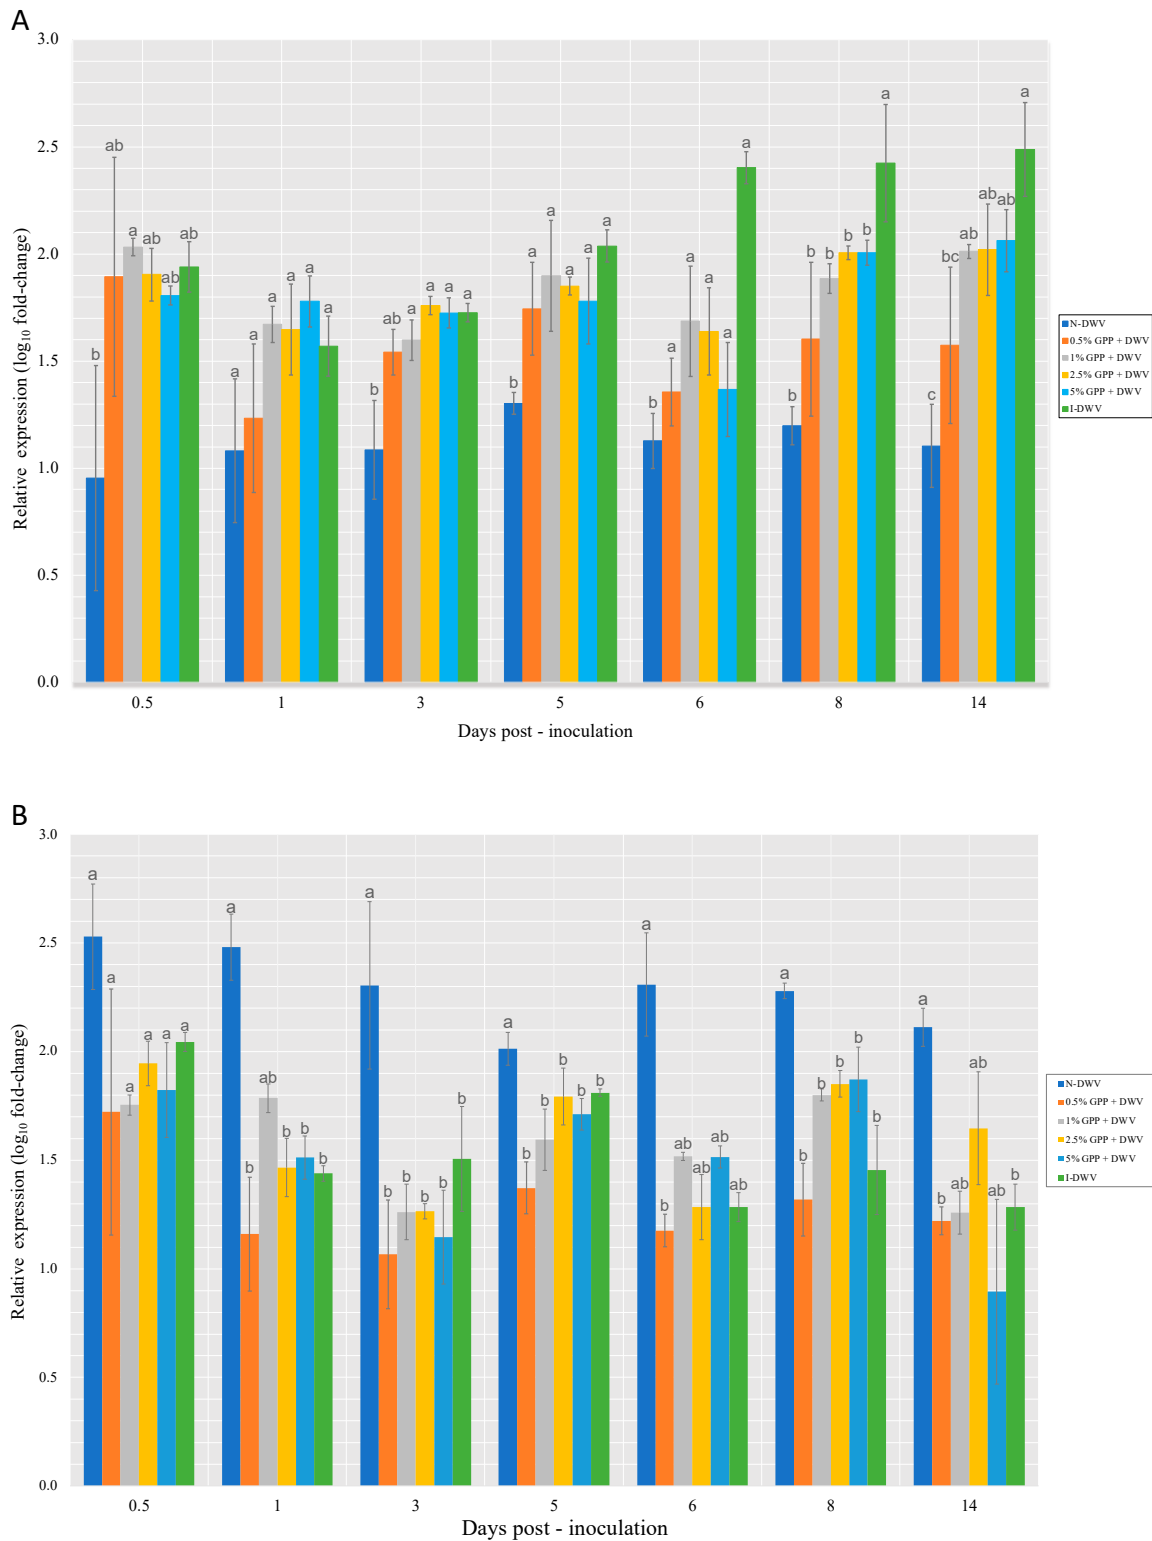 A
3.0
2.5
2.0
1.5
1.0
0.5
0.0
Relative expression (log10 fold-change)
b ab a ab ab ab
a a a a a a
b ab a a a a
b a a a a a
b a a a a a
b b b b b a
c bc ab ab ab a
0.5 1 3 5 6 8 14
Days post - inoculation
N-DWV
0.5% GPP + DWV
1% GPP + DWV
2.5% GPP + DWV
5% GPP + DWV
I-DWV
B
3.0
2.5
2.0
1.5
1.0
0.5
0.0
Relative expression (log10 fold-change)
a a a a a a
a b ab b b b
a b b b b b
a b b b b b
a b ab ab ab ab
a b b b b b
a b ab ab ab b
0.5 1 3 5 6 8 14
Days post - inoculation
N-DWV
0.5% GPP + DWV
1% GPP + DWV
2.5% GPP + DWV
5% GPP + DWV
I-DWV